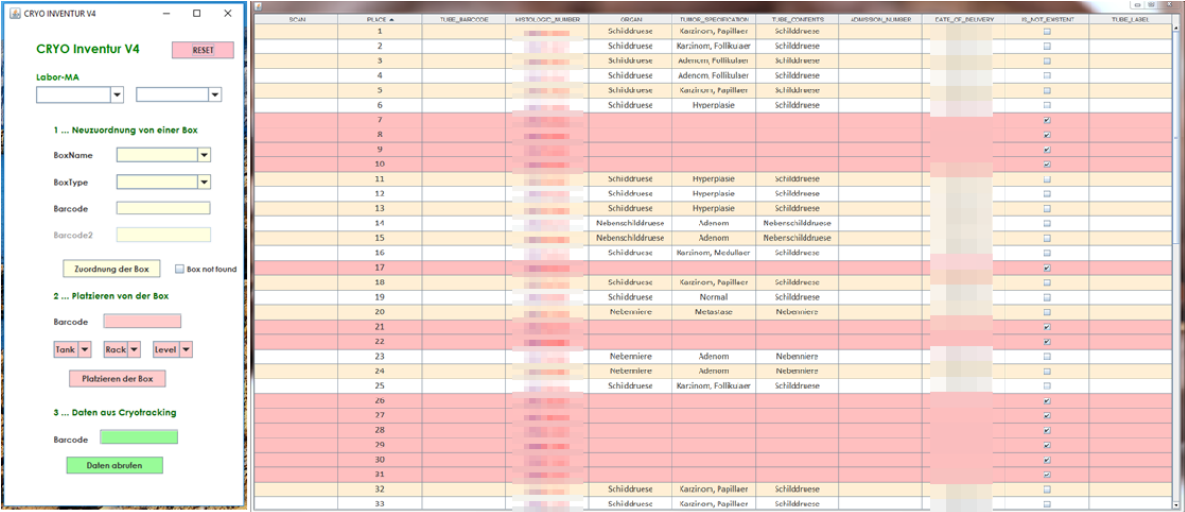 CRYO INVENTUR V4
CRYO Inventur V4
RESET
Labor-MA
1 ... Neuzuordnung von einer Box
BoxName
BoxType
Barcode
Barcode2
Zuordnung der Box
Box not found
2 ... Platzieren von der Box
Barcode
Tank Rack Level
Platzieren der Box
3 ... Daten aus Cryotracking
Barcode
Daten abrufen
SCAN PLACE TUBE_BARCODE HISTOLOGIC_NUMBER ORGAN TUMOR_SPECIFICATION TUBE_CONTENTS ADMISSION_NUMBER DATE_OF_DELIVERY IS_NOT_EXISTENT TUBE_LABEL
1 Schilddruese Karzinom, Papillaer Schilddruese
2 Schilddruese Karzinom, Follikulaer Schilddruese
3 Schilddruese Adenom, Follikulaer Schilddruese
4 Schilddruese Adenom, Follikulaer Schilddruese
5 Schilddruese Karzinom, Papillaer Schilddruese
6 Schilddruese Hyperplasie Schilddruese
7
8
9
10
11 Schilddruese Hyperplasie Schilddruese
12 Schilddruese Hyperplasie Schilddruese
13 Schilddruese Hyperplasie Schilddruese
14 Nebenschilddruese Adenom Nebenschilddruese
15 Nebenschilddruese Adenom Nebenschilddruese
16 Schilddruese Karzinom, Medullaer Schilddruese
17
18 Schilddruese Karzinom, Papillaer Schilddruese
19 Schilddruese Normal Schilddruese
20 Nebenniere Metastase Nebenniere
21
22
23 Nebenniere Adenom Nebenniere
24 Nebenniere Adenom Nebenniere
25 Schilddruese Karzinom, Follikulaer Schilddruese
26
27
28
29
30
31
32 Schilddruese Karzinom, Papillaer Schilddruese
33 Schilddruese Karzinom, Papillaer Schilddruese